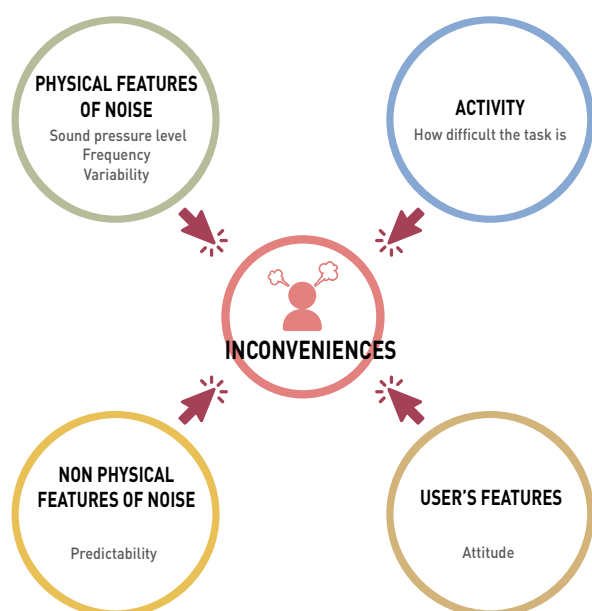 PHYSICAL FEATURES
OF NOISE
Sound pressure level
Frequency
Variability
ACTIVITY
How difficult the task is
INCONVENIENCES
NON PHYSICAL
FEATURES OF NOISE
Predictability
USER'S FEATURES
Attitude